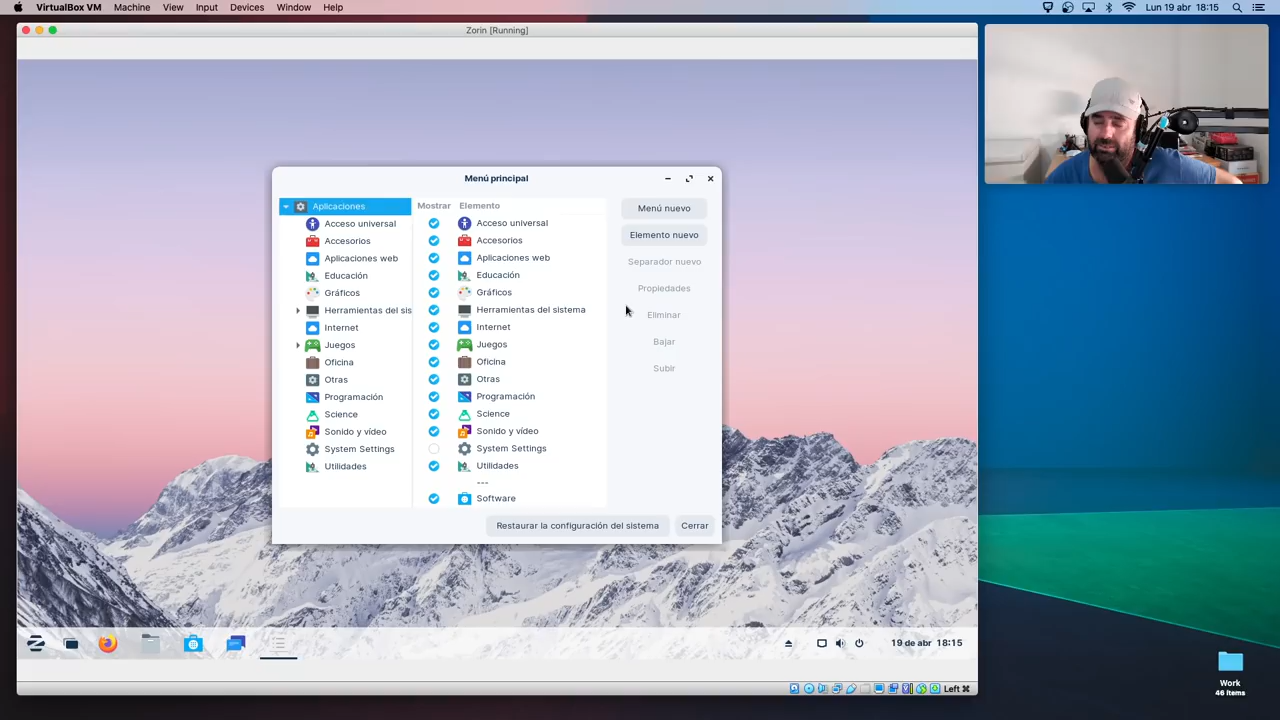 VirtualBox VM Machine View Input Devices Window Help Lun 19 abr 18:15
Zorin [Running]
Menú principal
Aplicaciones
Acceso universal
Accesorios
Aplicaciones web
Educación
Gráficos
Herramientas del sis
Internet
Juegos
Oficina
Otras
Programación
Science
Sonido y vídeo
System Settings
Utilidades
Mostrar Elemento
Acceso universal
Accesorios
Aplicaciones web
Educación
Gráficos
Herramientas del sistema
Internet
Juegos
Oficina
Otras
Programación
Science
Sonido y vídeo
System Settings
Utilidades
---
Software
Menú nuevo
Elemento nuevo
Separador nuevo
Propiedades
Eliminar
Bajar
Subir
Restaurar la configuración del sistema Cerrar
19 de abr 18:15
Left ⌘
Work
46 items